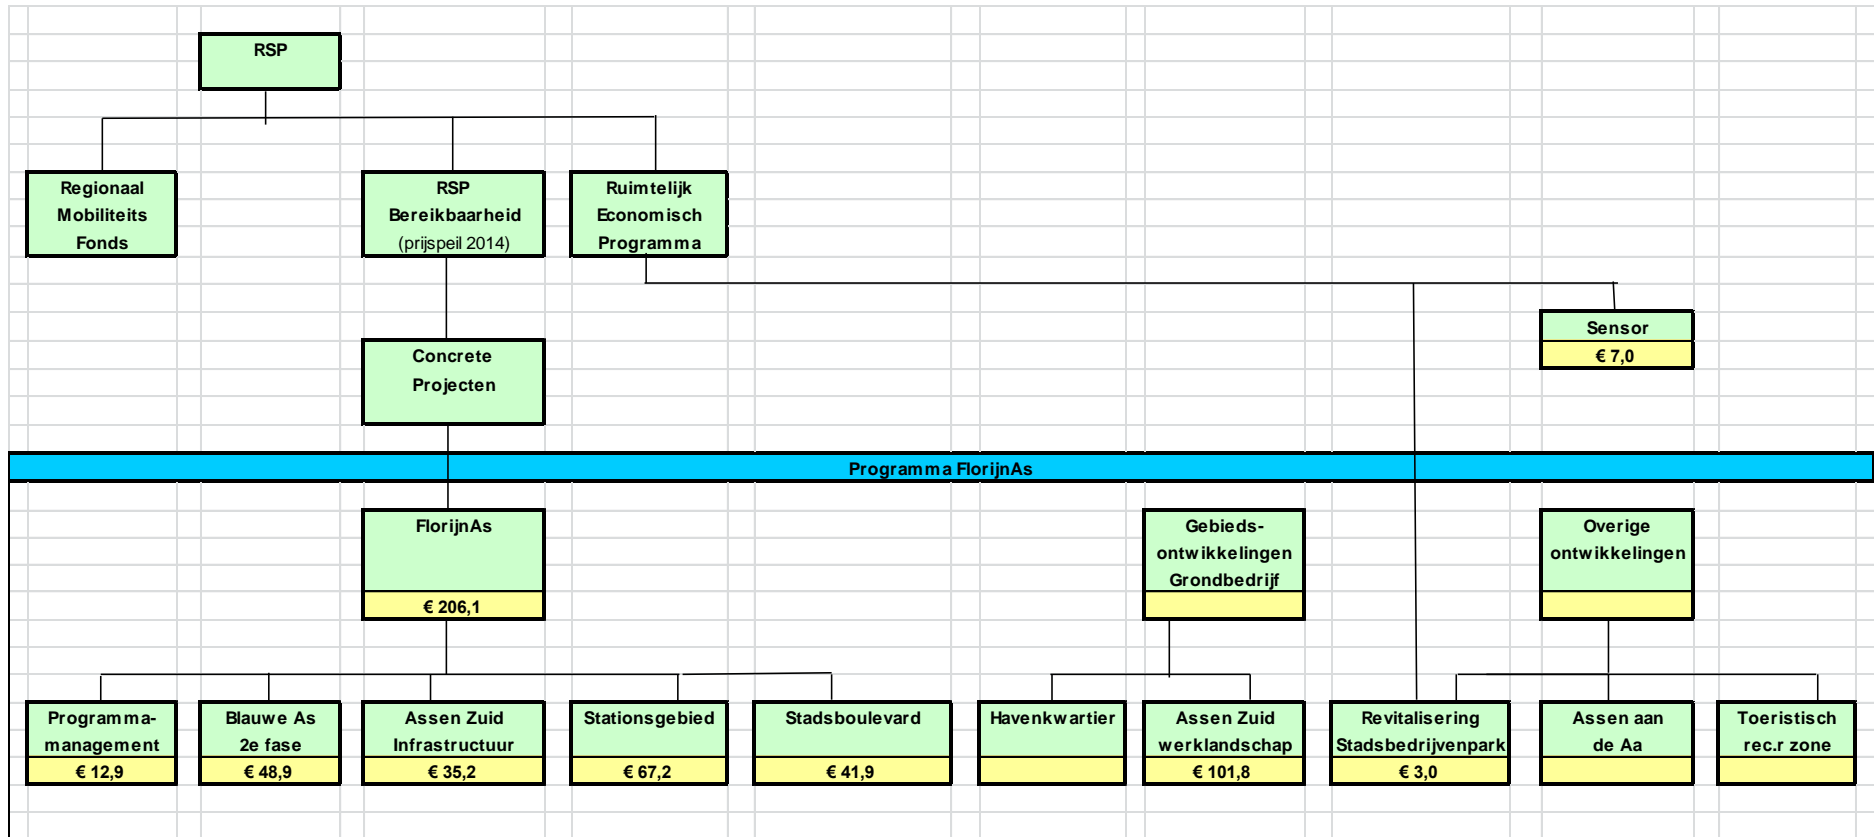 RSP
Regionaal
Mobiliteits
Fonds
RSP
Bereikbaarheid
(prijspeil 2014)
Ruimtelijk
Economisch
Programma
Sensor
€ 7,0
Concrete
Projecten
Programma FlorijnAs
FlorijnAs
€ 206,1
Gebieds-
ontwikkelingen
Grondbedrijf
Overige
ontwikkelingen
Programma-
management
€ 12,9
Blauwe As
2e fase
€ 48,9
Assen Zuid
Infrastructuur
€ 35,2
Stationsgebied
€ 67,2
Stadsboulevard
€ 41,9
Havenkwartier
Assen Zuid
werklandschap
€ 101,8
Revitalisering
Stadsbedrijvenpark
€ 3,0
Assen aan
de Aa
Toeristisch
rec.r zone